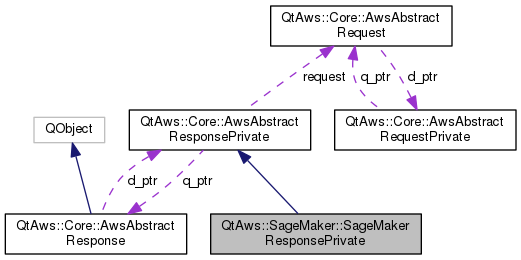 QtAws::Core::AwsAbstract
Request
request
q_ptr
d_ptr
QObject
QtAws::Core::AwsAbstract
ResponsePrivate
QtAws::Core::AwsAbstract
RequestPrivate
d_ptr
q_ptr
QtAws::Core::AwsAbstract
Response
QtAws::SageMaker::SageMaker
ResponsePrivate